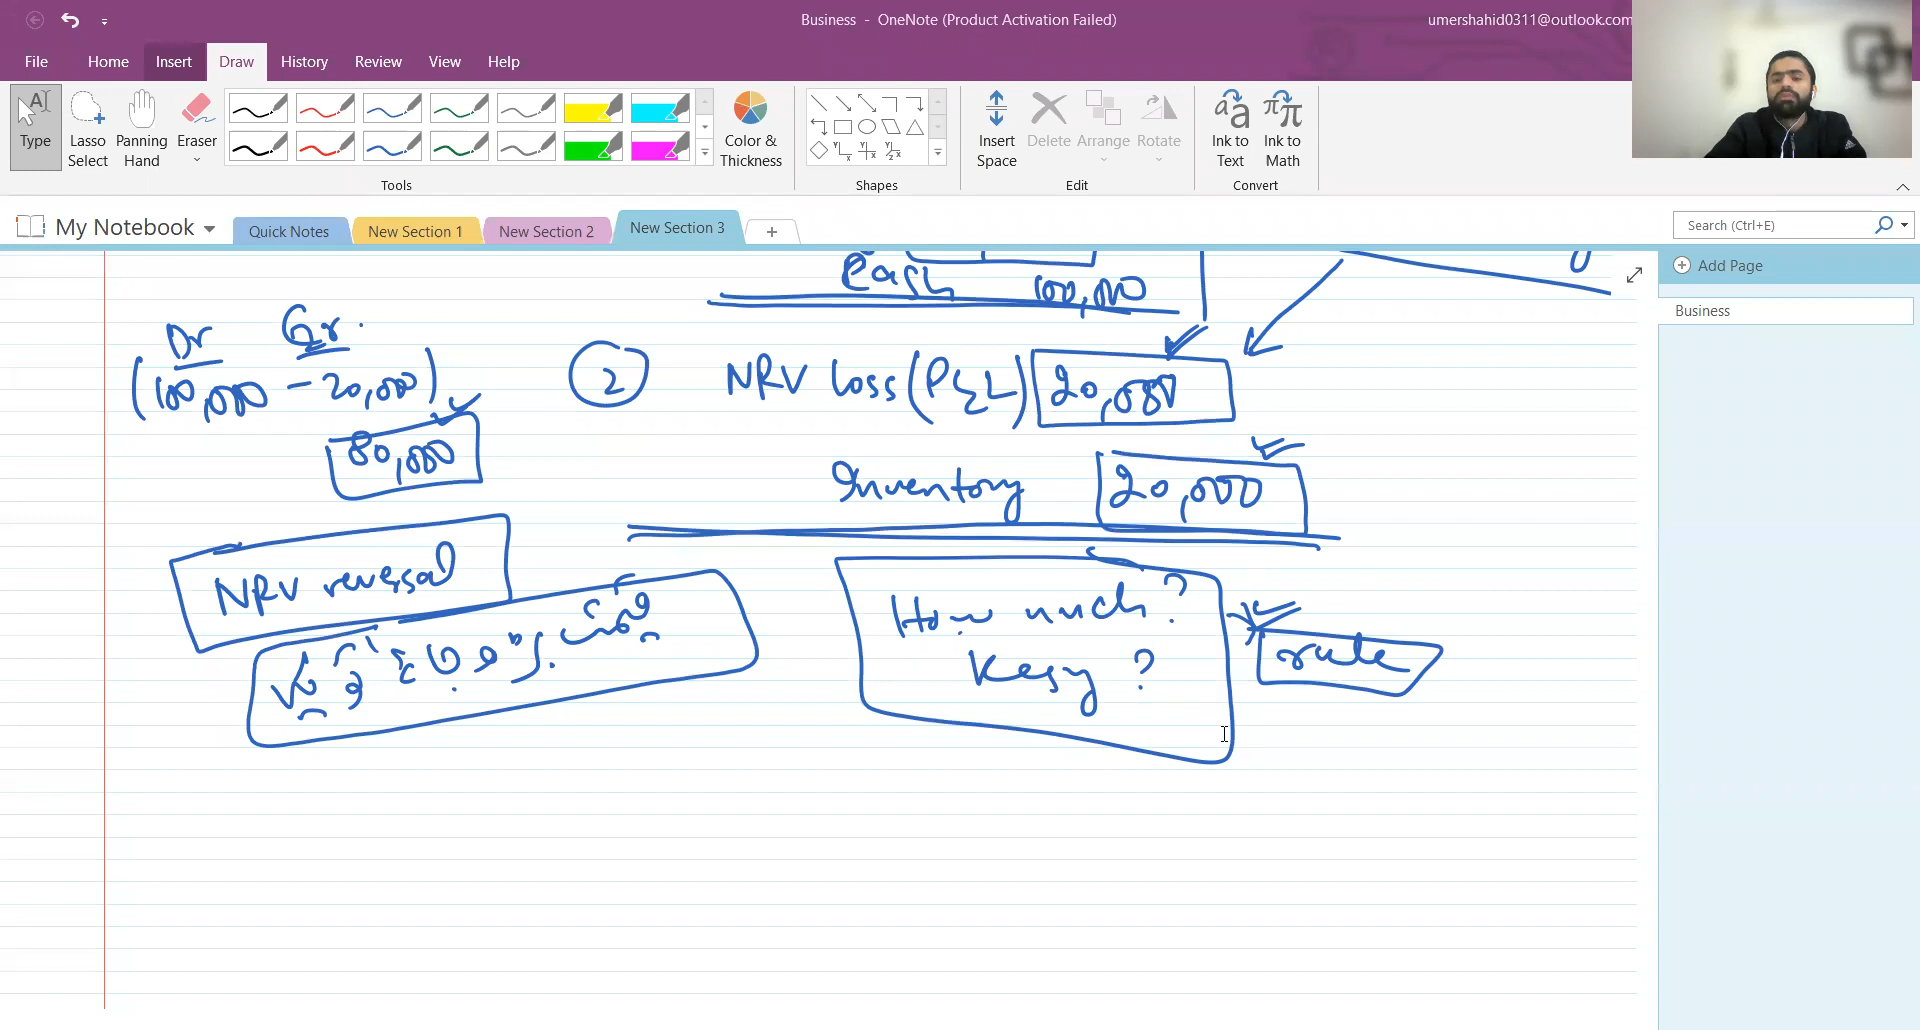 Business - OneNote (Product Activation Failed)
umershahid0311@outlook.com
File Home Insert Draw History Review View Help
Type
Lasso Select
Panning Hand
Eraser
Color & Thickness
Insert Space
Delete
Arrange
Rotate
Ink to Text
Ink to Math
Tools
Shapes
Edit
Convert
My Notebook
Quick Notes
New Section 1
New Section 2
New Section 3
Search (Ctrl+E)
Add Page
Business
Cash 100,000
Dr Cr.
(100,000 - 20,000)
80,000
2 NRV loss (P&L) 20,000
Inventory 20,000
NRV reversal
How much?
Kesy?
rule